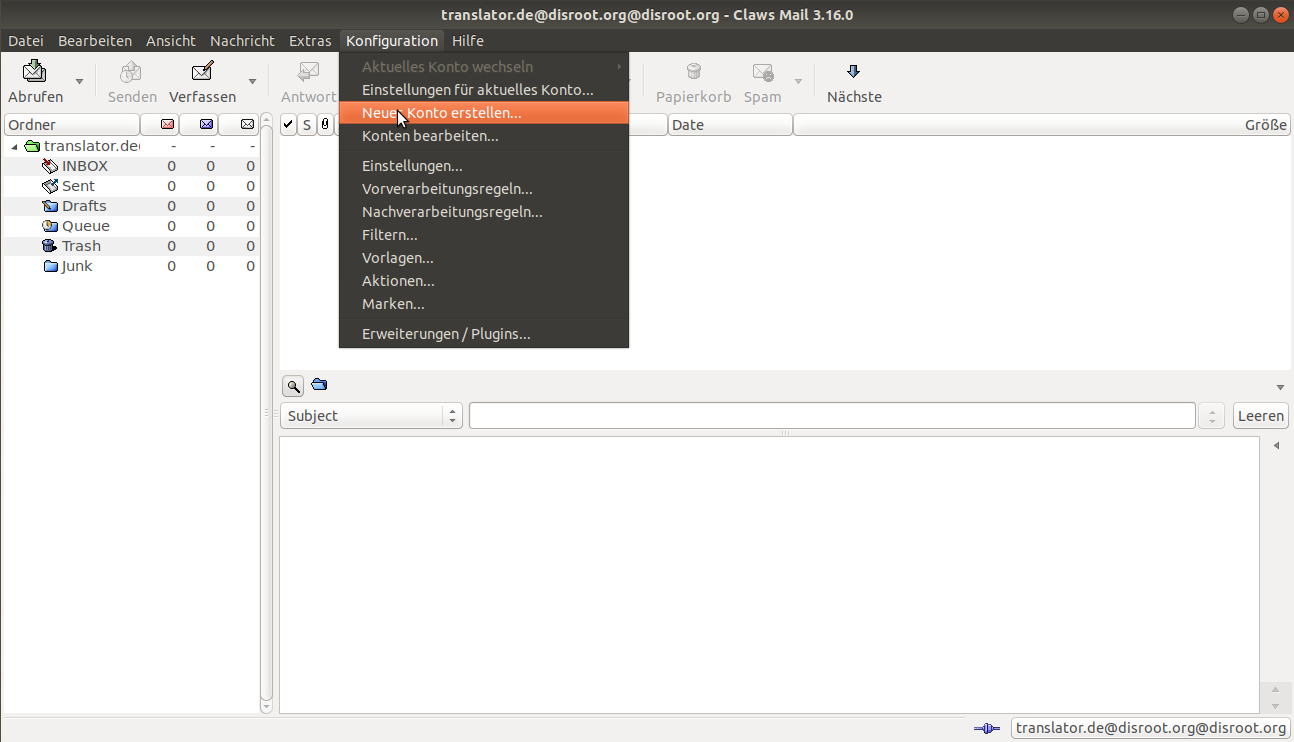 translator.de@disroot.org@disroot.org - Claws Mail 3.16.0
Datei Bearbeiten Ansicht Nachricht Extras Konfiguration Hilfe
Abrufen Senden Verfassen Antwort Papierkorb Spam Nächste
Aktuelles Konto wechseln
Einstellungen für aktuelles Konto...
Neues Konto erstellen...
Konten bearbeiten...
Einstellungen...
Vorverarbeitungsregeln...
Nachverarbeitungsregeln...
Filtern...
Vorlagen...
Aktionen...
Marken...
Erweiterungen / Plugins...
Ordner S Date Größe
translator.de - - -
INBOX 0 0 0
Sent 0 0 0
Drafts 0 0 0
Queue 0 0 0
Trash 0 0 0
Junk 0 0 0
Subject Leeren
translator.de@disroot.org@disroot.org